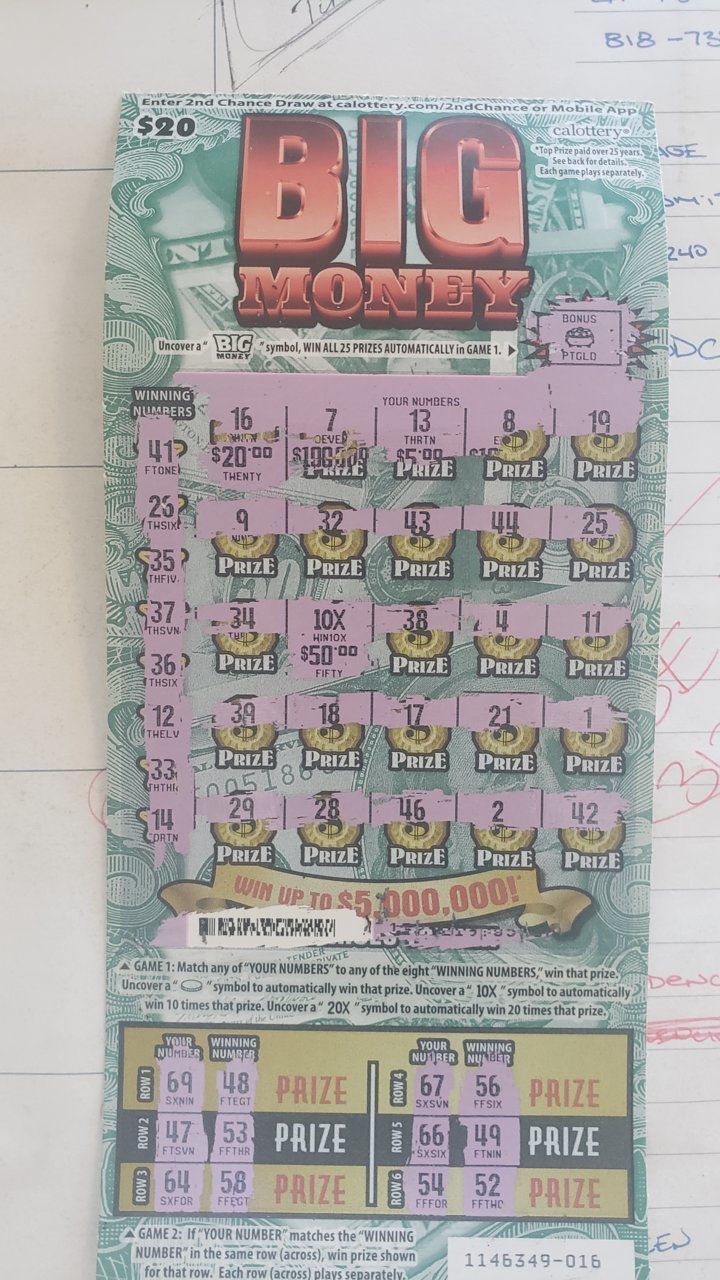 818-73
Enter 2nd Chance Draw at calottery.com/2ndChance or Mobile App
$20
calottery®
*Top Prize paid over 25 years.
See back for details.
Each game plays separately.
BIG
MONEY
BONUS
PTGLD
Uncover a "BIG MONEY" symbol, WIN ALL 25 PRIZES AUTOMATICALLY in GAME 1.
240
WINNING
NUMBERS
YOUR NUMBERS
16 7 13 8 19
THRTN
41
FTONE
$20.00 $5.00
TWENTY
PRIZE PRIZE PRIZE PRIZE
THSIX
9 32 43 44 25
PRIZE PRIZE PRIZE PRIZE PRIZE
35
THFIV
37
THSVN
34 10X 38 4 11
WIN10X
$50.00
FIFTY
PRIZE PRIZE PRIZE PRIZE
36
THSIX
12
THELV
39 18 17 21 1
PRIZE PRIZE PRIZE PRIZE PRIZE
33
THTHR
14
29 28 46 2 42
PRIZE PRIZE PRIZE PRIZE PRIZE
WIN UP TO $5,000,000!*
GAME 1: Match any of "YOUR NUMBERS" to any of the eight "WINNING NUMBERS," win that prize.
Uncover a " " symbol to automatically win that prize. Uncover a " 10X " symbol to automatically
win 10 times that prize. Uncover a " 20X " symbol to automatically win 20 times that prize.
YOUR NUMBER WINNING NUMBER YOUR NUMBER WINNING NUMBER
ROW 1 69 48 PRIZE ROW 4 67 56 PRIZE
SXNIN FTEGT SXSVN FFSIX
ROW 2 47 53 PRIZE ROW 5 66 49 PRIZE
FTSVN FFTHR SXSIX FTNIN
ROW 3 64 58 PRIZE ROW 6 54 52 PRIZE
SXFOR FFEGT FFFOR FFTWO
GAME 2: If "YOUR NUMBER" matches the "WINNING
NUMBER" in the same row (across), win prize shown
for that row. Each row (across) plays separately.
1146349-016